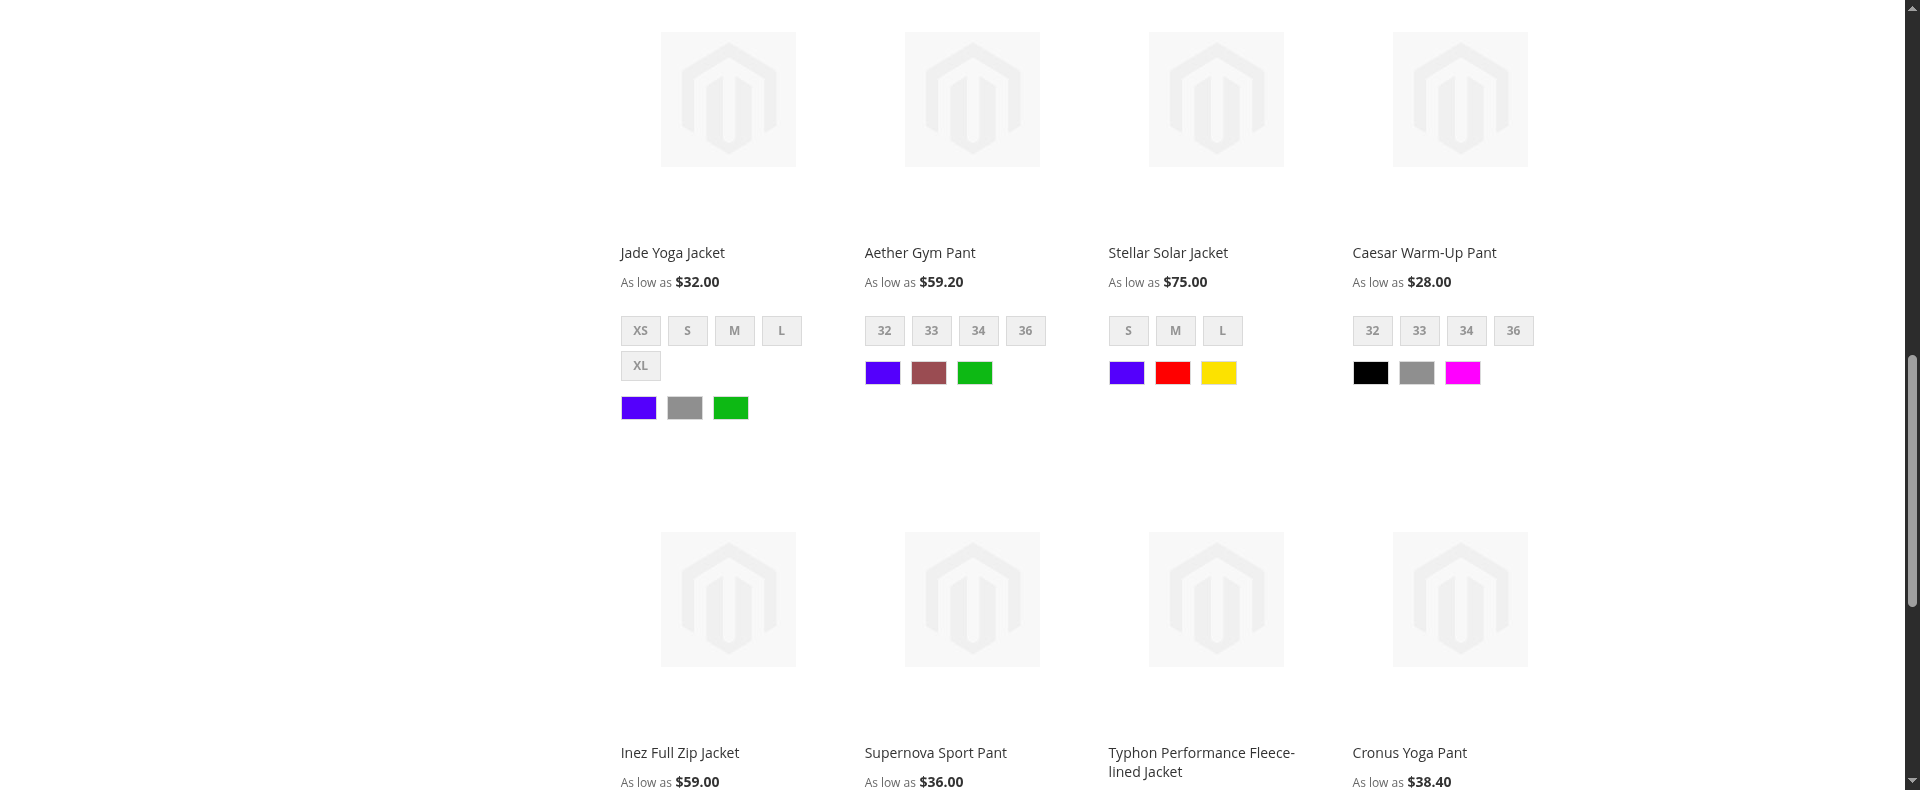 Jade Yoga Jacket
As low as $32.00
XS S M L
XL
Aether Gym Pant
As low as $59.20
32 33 34 36
Stellar Solar Jacket
As low as $75.00
S M L
Caesar Warm-Up Pant
As low as $28.00
32 33 34 36
Inez Full Zip Jacket
As low as $59.00
Supernova Sport Pant
As low as $36.00
Typhon Performance Fleece-
lined Jacket
Cronus Yoga Pant
As low as $38.40